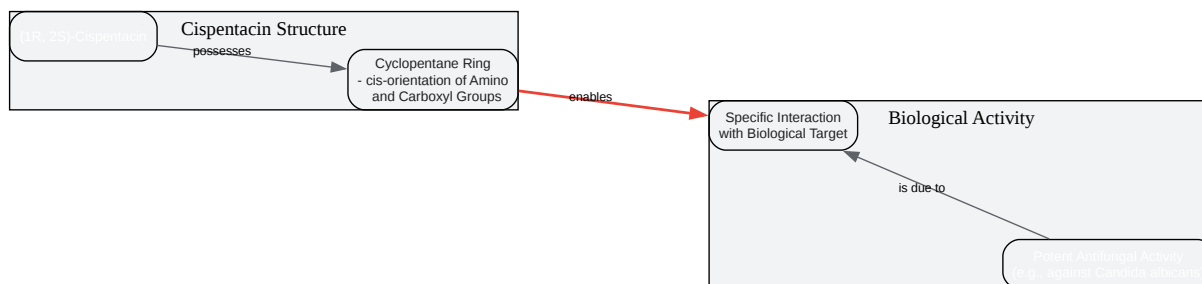 Cispentacin Structure
(1R, 2S)-Cispentacin
possesses
Cyclopentane Ring
- cis-orientation of Amino
and Carboxyl Groups
enables
Biological Activity
Specific Interaction
with Biological Target
is due to
Potent Antifungal Activity
(e.g., against Candida albicans)